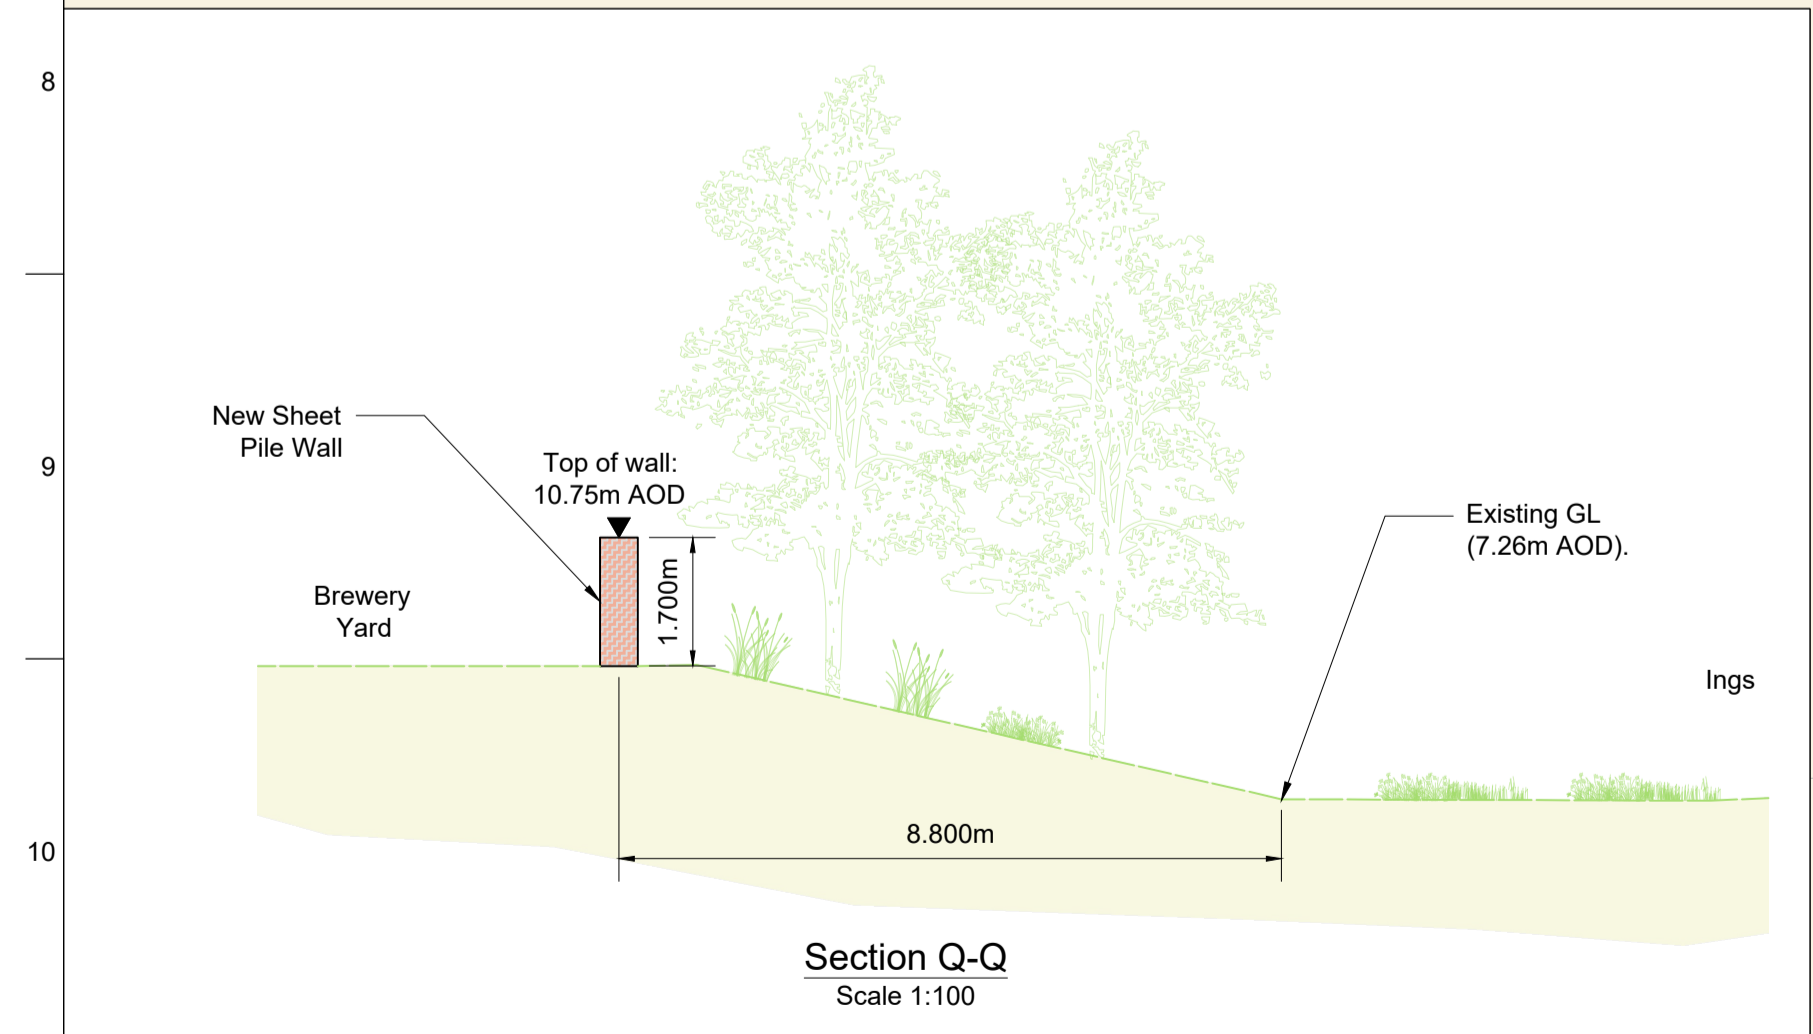 8
9
10
New Sheet
Pile Wall
Top of wall:
10.75m AOD
1.700m
Brewery
Yard
Existing GL
(7.26m AOD).
Ings
8.800m
Section Q-Q
Scale 1:100